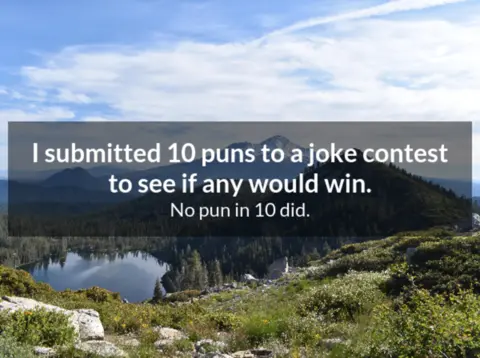 I submitted 10 puns to a joke contest
to see if any would win.
No pun in 10 did.